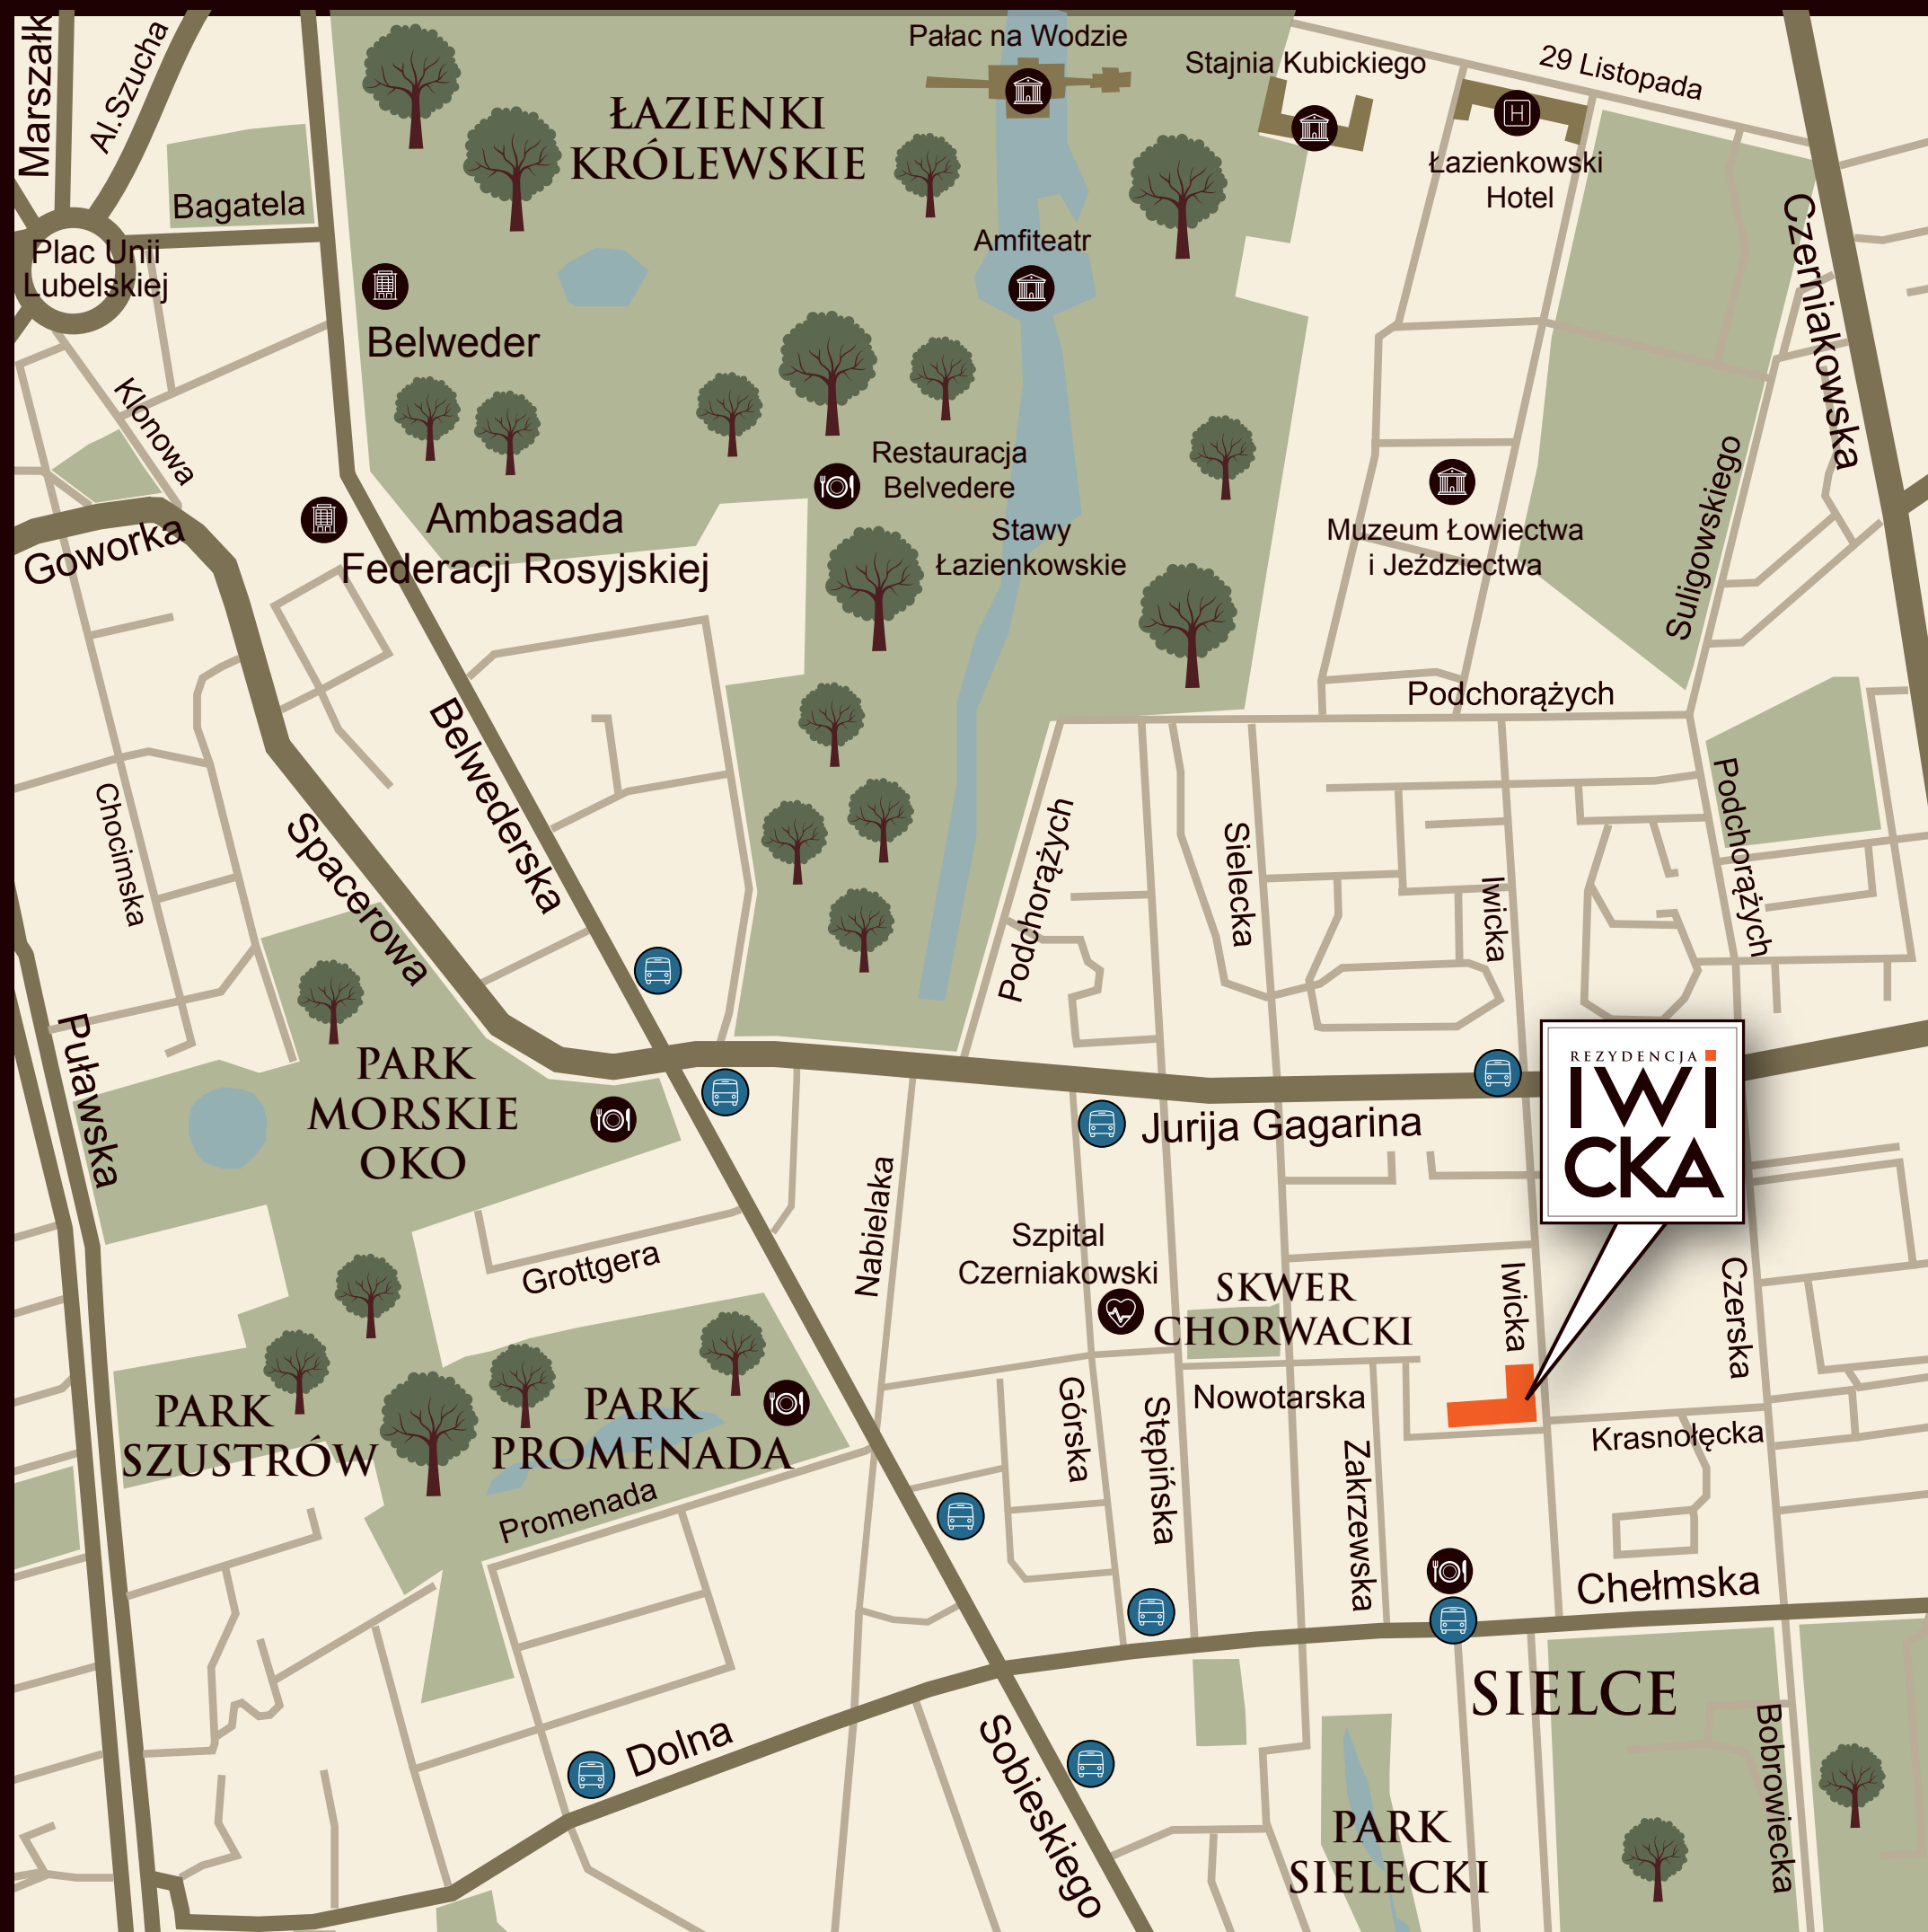 Marszałk
Al.Szucha
Bagatela
Plac Unii
Lubelskiej
ŁAZIENKI
KRÓLEWSKIE
Pałac na Wodzie
Stajnia Kubickiego
29 Listopada
Łazienkowski
Hotel
Amfiteatr
Belweder
Czerniakowska
Klonowa
Goworka
Ambasada
Federacji Rosyjskiej
Restauracja
Belvedere
Stawy
Łazienkowskie
Muzeum Łowiectwa
i Jeździectwa
Suligowskiego
Podchorążych
Belwederska
Spacerowa
Chocimska
Podchorążych
Sielecka
Iwicka
Podchorążych
Puławska
PARK
MORSKIE
OKO
Jurija Gagarina
REZYDENCJA
IWI
CKA
Nabielaka
Grottgera
Szpital
Czerniakowski
SKWER
CHORWACKI
Iwicka
Czerska
PARK
SZUSTRÓW
PARK
PROMENADA
Promenada
Górska
Stępińska
Nowotarska
Zakrzewska
Krasnołęcka
Chełmska
SIELCE
Dolna
Sobieskiego
PARK
SIELECKI
Bobrowiecka